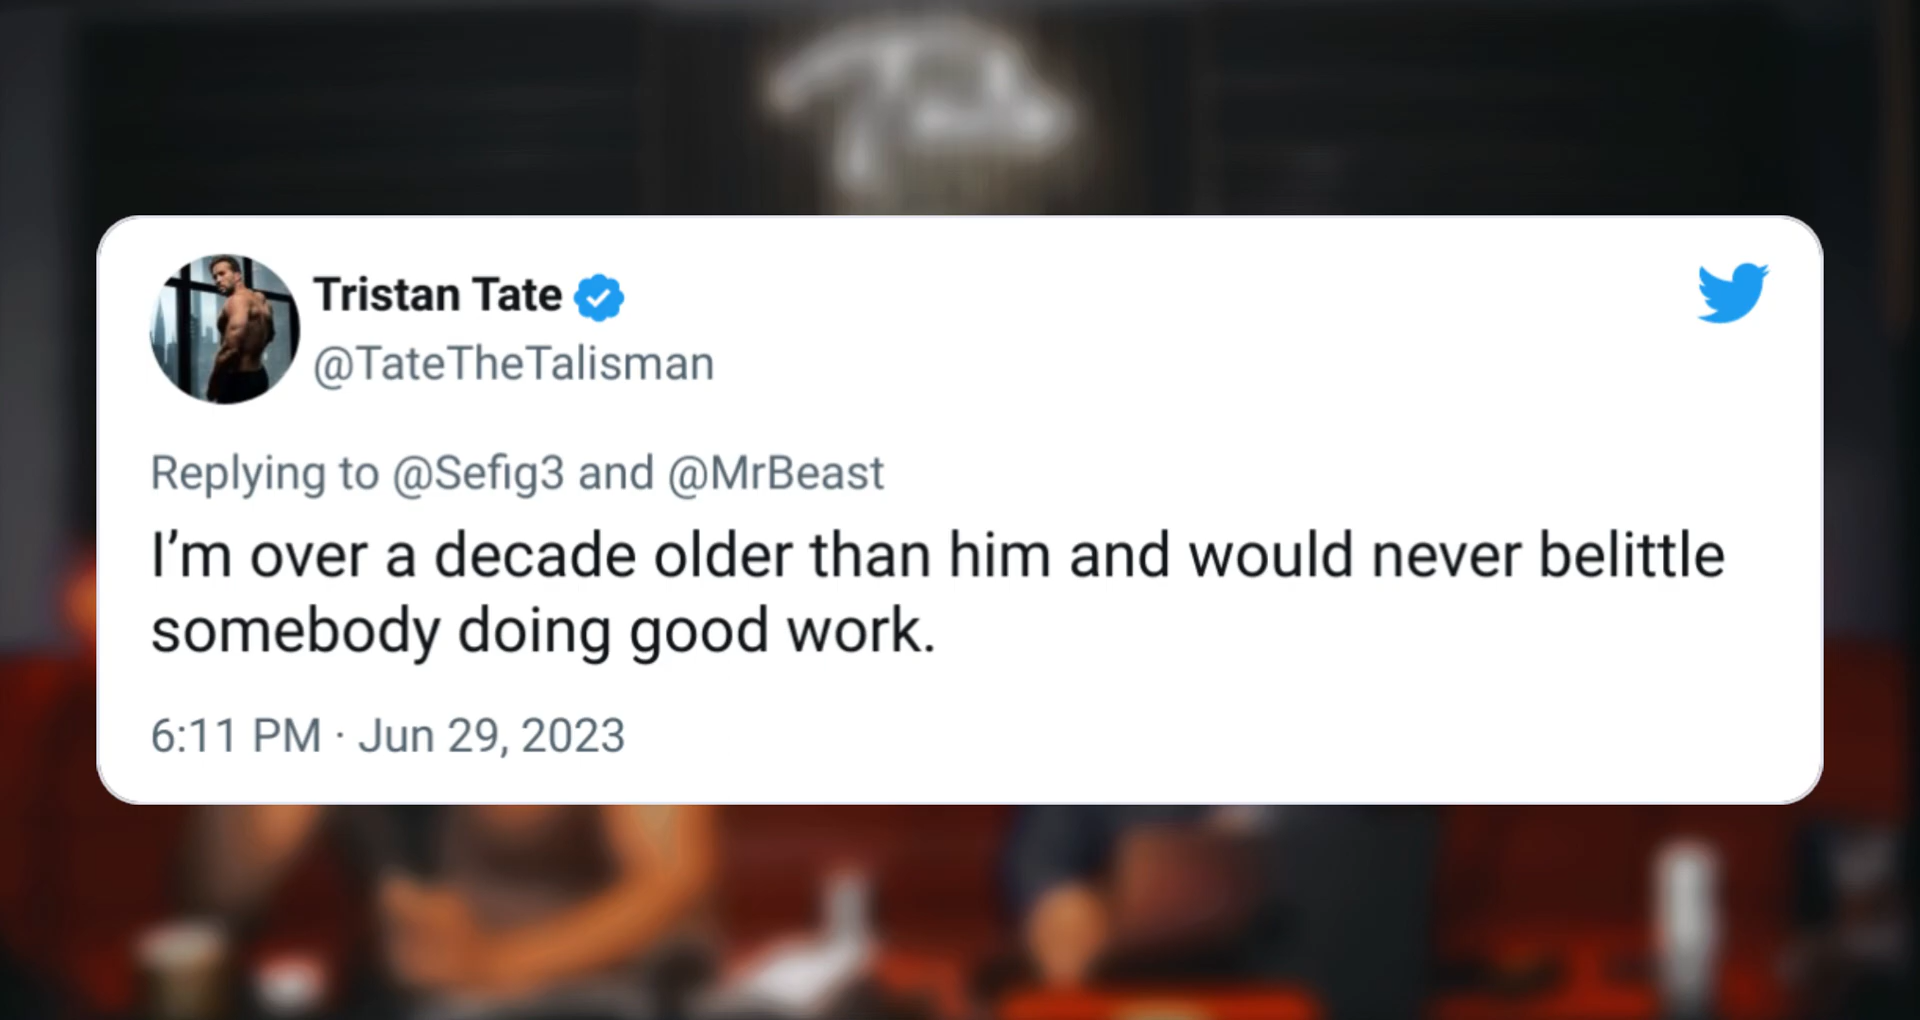 Tate
Tristan Tate
@TateTheTalisman
Replying to @Sefig3 and @MrBeast
I’m over a decade older than him and would never belittle
somebody doing good work.
6:11 PM · Jun 29, 2023